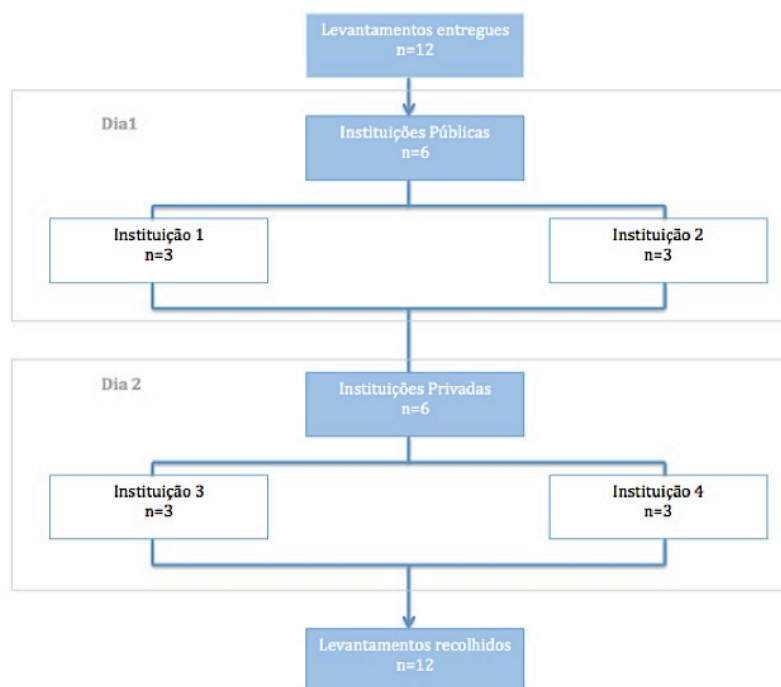 Levantamentos entregues
n=12
Dia1
Instituições Públicas
n=6
Instituição 1
n=3
Instituição 2
n=3
Dia 2
Instituições Privadas
n=6
Instituição 3
n=3
Instituição 4
n=3
Levantamentos recolhidos
n=12